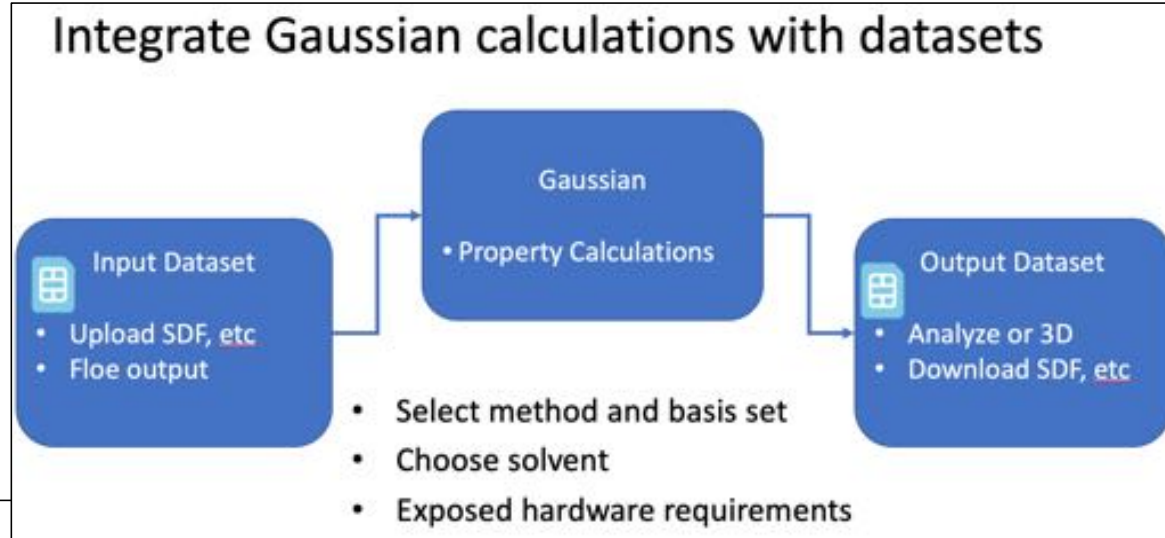 Integrate Gaussian calculations with datasets
Gaussian
• Property Calculations
Input Dataset
• Upload SDF, etc
• Floe output
Output Dataset
• Analyze or 3D
• Download SDF, etc
• Select method and basis set
• Choose solvent
• Exposed hardware requirements